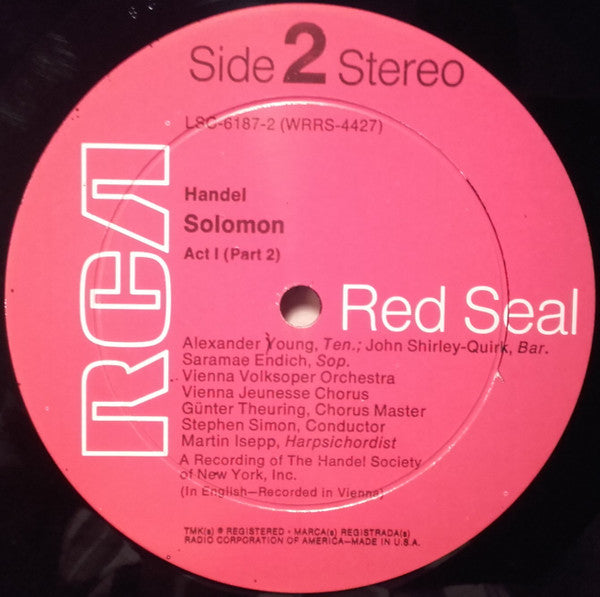 Side 2 Stereo
LSC-6187-2 (WRRS-4427)
Handel
Solomon
Act I (Part 2)
RCA
Red Seal
Alexander Young, Ten.; John Shirley-Quirk, Bar.
Saramae Endich, Sop.
Vienna Volksoper Orchestra
Vienna Jeunesse Chorus
Günter Theuring, Chorus Master
Stephen Simon, Conductor
Martin Isepp, Harpsichordist
A Recording of The Handel Society
of New York, Inc.
(In English—Recorded in Vienna)
TMK(s) ® REGISTERED • MARCA(s) REGISTRADA(s)
RADIO CORPORATION OF AMERICA—MADE IN U.S.A.